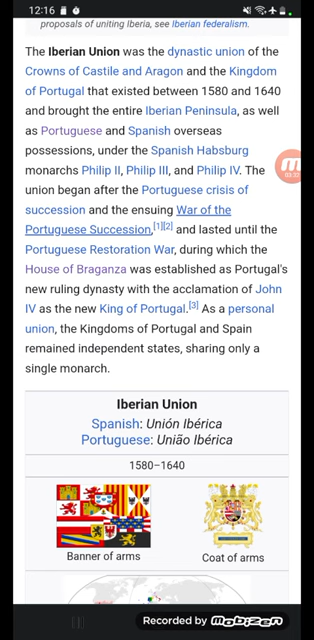 12:16
proposals of uniting Iberia, see Iberian federalism.
The Iberian Union was the dynastic union of the
Crowns of Castile and Aragon and the Kingdom
of Portugal that existed between 1580 and 1640
and brought the entire Iberian Peninsula, as well
as Portuguese and Spanish overseas
possessions, under the Spanish Habsburg
monarchs Philip II, Philip III, and Philip IV. The
union began after the Portuguese crisis of
succession and the ensuing War of the
Portuguese Succession,[1][2] and lasted until the
Portuguese Restoration War, during which the
House of Braganza was established as Portugal's
new ruling dynasty with the acclamation of John
IV as the new King of Portugal.[3] As a personal
union, the Kingdoms of Portugal and Spain
remained independent states, sharing only a
single monarch.
Iberian Union
Spanish: Unión Ibérica
Portuguese: União Ibérica
1580–1640
Banner of arms
Coat of arms
Recorded by Mobizen